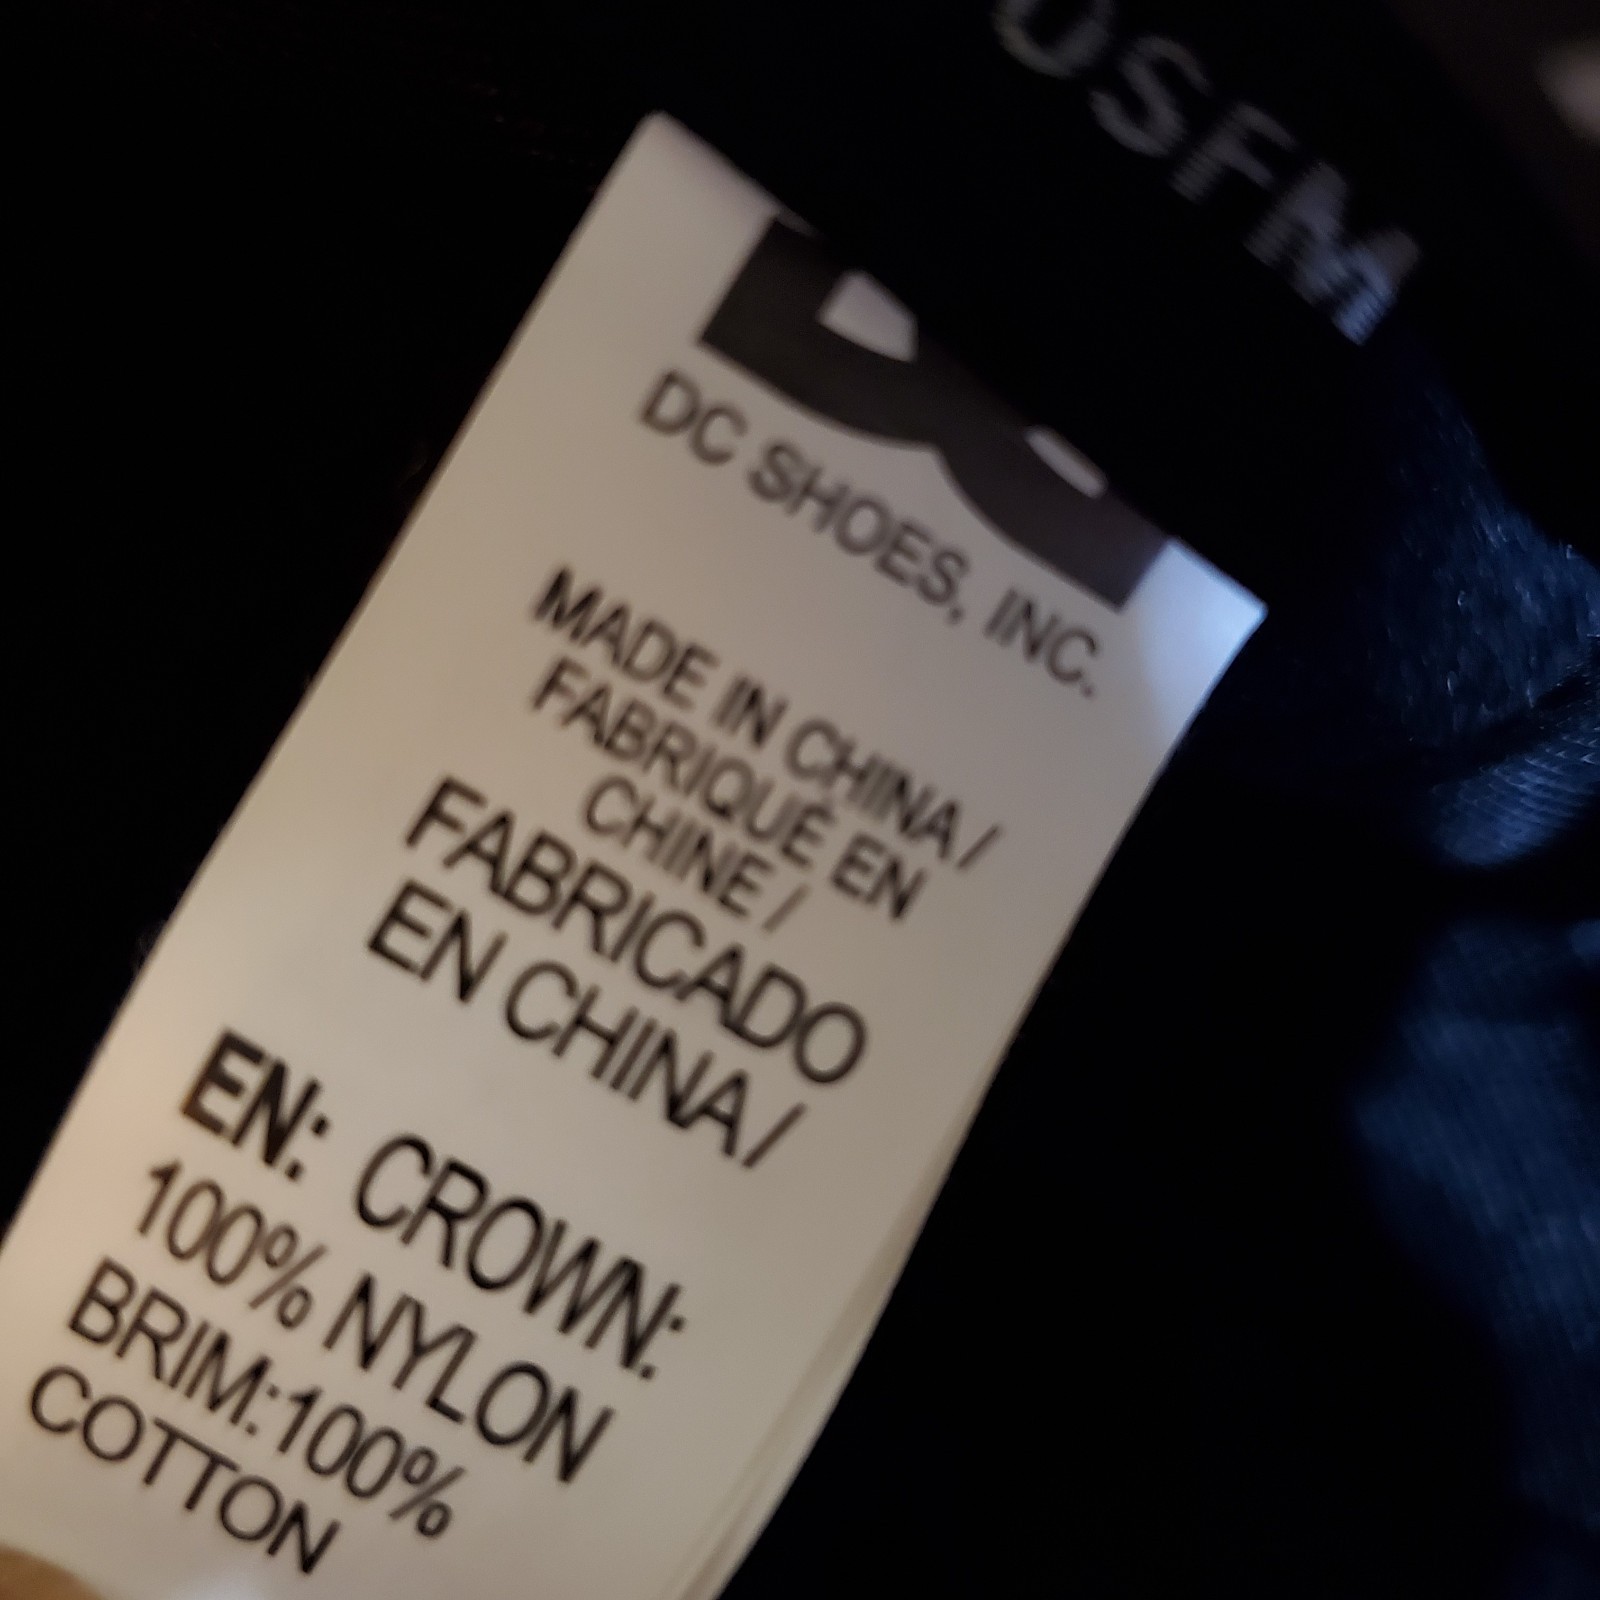 OSFM
DC SHOES, INC.
MADE IN CHINA /
FABRIQUÉ EN
CHINE /
FABRICADO
EN CHINA /
EN: CROWN:
100% NYLON
BRIM:100%
COTTON